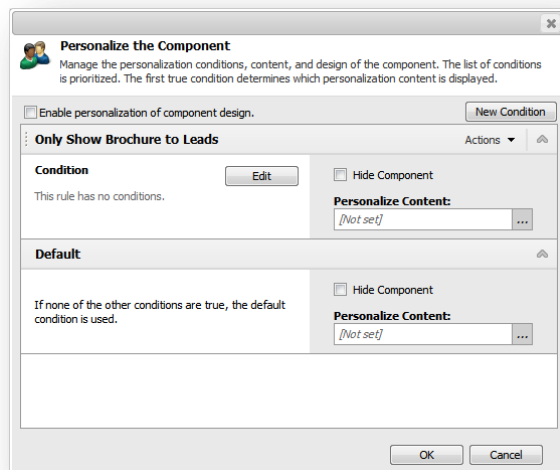 Personalize the Component
Manage the personalization conditions, content, and design of the component. The list of conditions
is prioritized. The first true condition determines which personalization content is displayed.
Enable personalization of component design.
New Condition
Only Show Brochure to Leads
Actions
Condition
Edit
This rule has no conditions.
Hide Component
Personalize Content:
[Not set]
...
Default
If none of the other conditions are true, the default
condition is used.
Hide Component
Personalize Content:
[Not set]
...
OK
Cancel